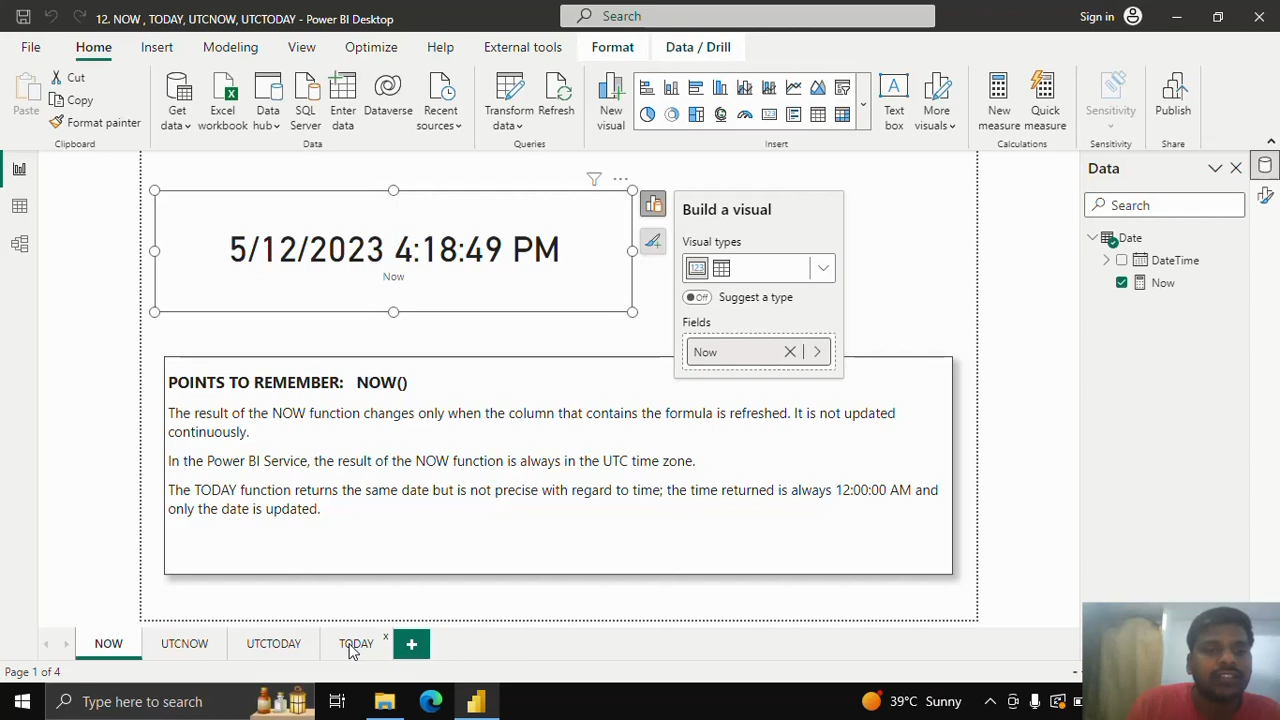 12. NOW , TODAY, UTCNOW, UTCTODAY - Power BI Desktop
Search
Sign in
File
Home
Insert
Modeling
View
Optimize
Help
External tools
Format
Data / Drill
Paste
Cut
Copy
Format painter
Clipboard
Get data
Excel workbook
Data hub
SQL Server
Enter data
Dataverse
Recent sources
Data
Transform data
Refresh
Queries
New visual
Text box
More visuals
Insert
New measure
Quick measure
Calculations
Sensitivity
Sensitivity
Publish
Share
5/12/2023 4:18:49 PM
Now
Build a visual
Visual types
123
Off
Suggest a type
Fields
Now
Data
Search
Date
DateTime
Now
POINTS TO REMEMBER: NOW()
The result of the NOW function changes only when the column that contains the formula is refreshed. It is not updated
continuously.
In the Power BI Service, the result of the NOW function is always in the UTC time zone.
The TODAY function returns the same date but is not precise with regard to time; the time returned is always 12:00:00 AM and
only the date is updated.
NOW
UTCNOW
UTCTODAY
TODAY
Page 1 of 4
Type here to search
39°C Sunny